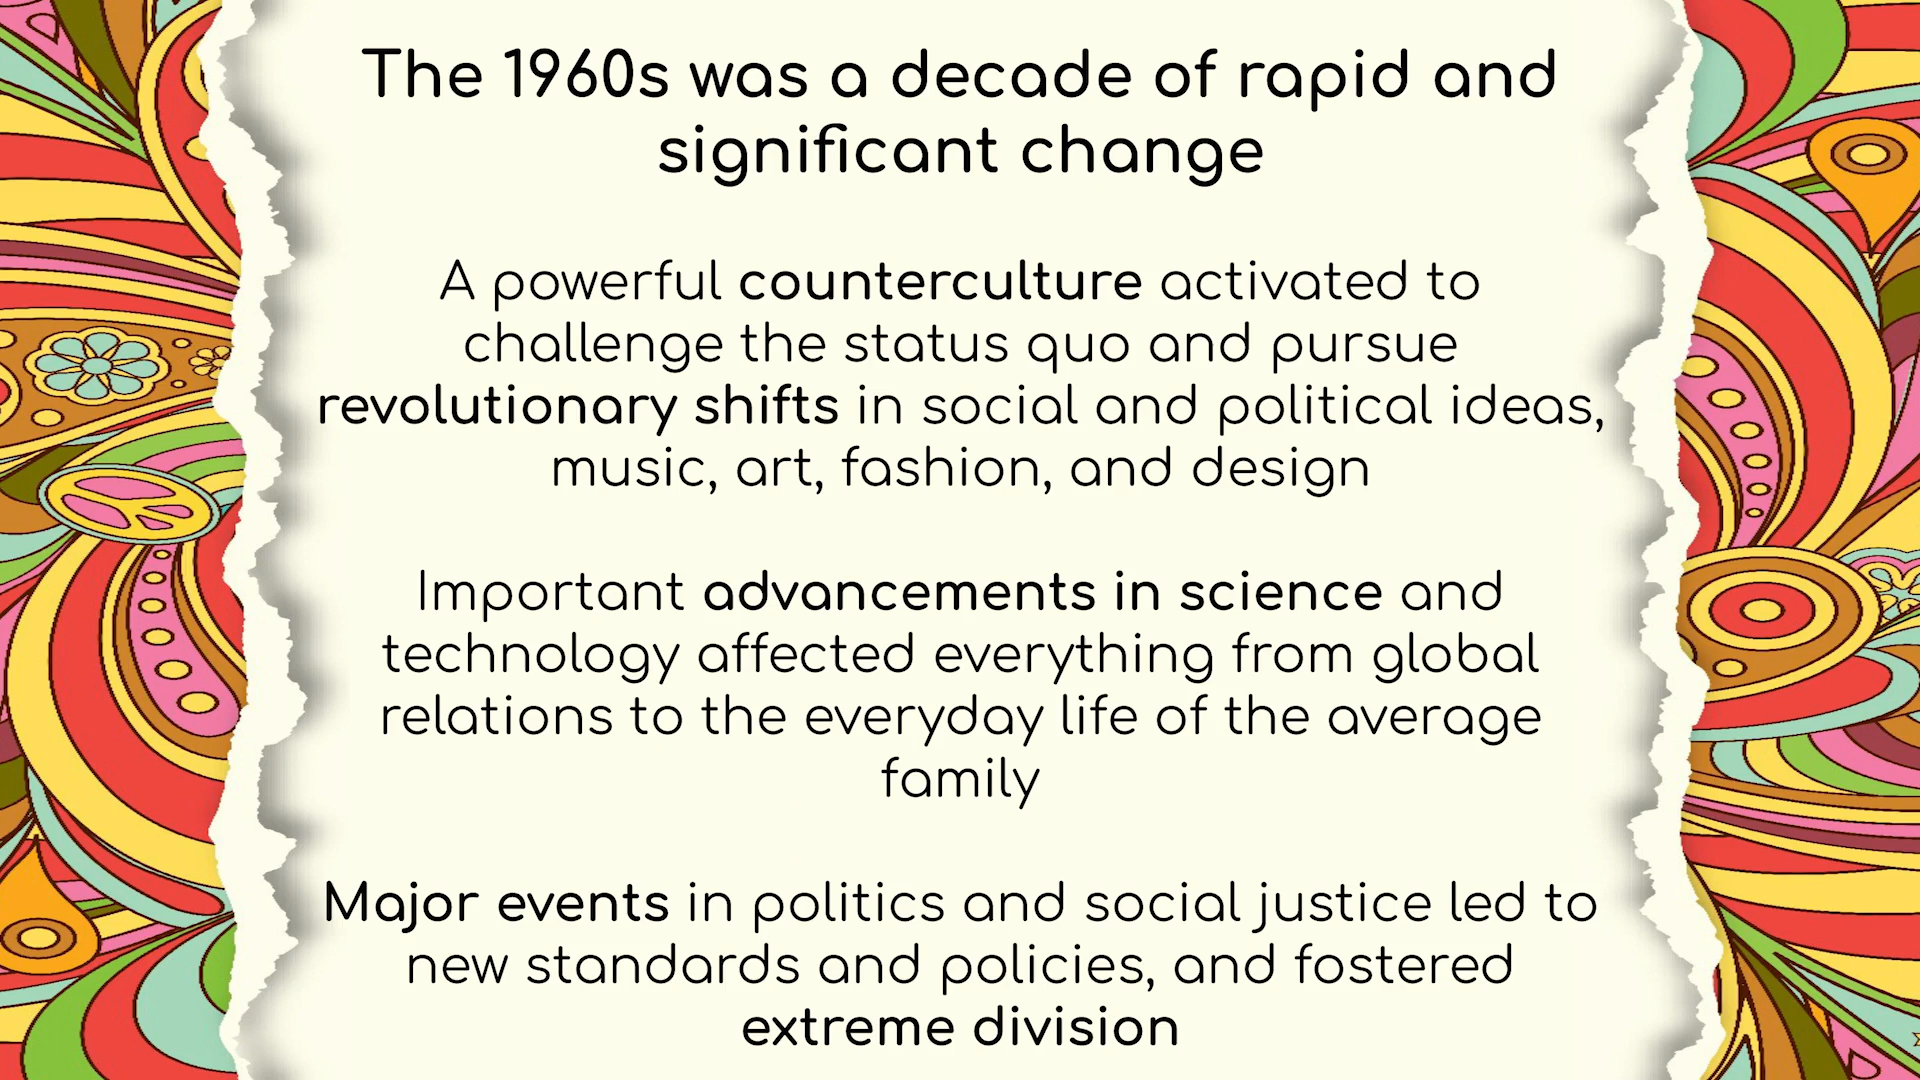 The 1960s was a decade of rapid and
significant change
A powerful counterculture activated to
challenge the status quo and pursue
revolutionary shifts in social and political ideas,
music, art, fashion, and design
Important advancements in science and
technology affected everything from global
relations to the everyday life of the average
family
Major events in politics and social justice led to
new standards and policies, and fostered
extreme division